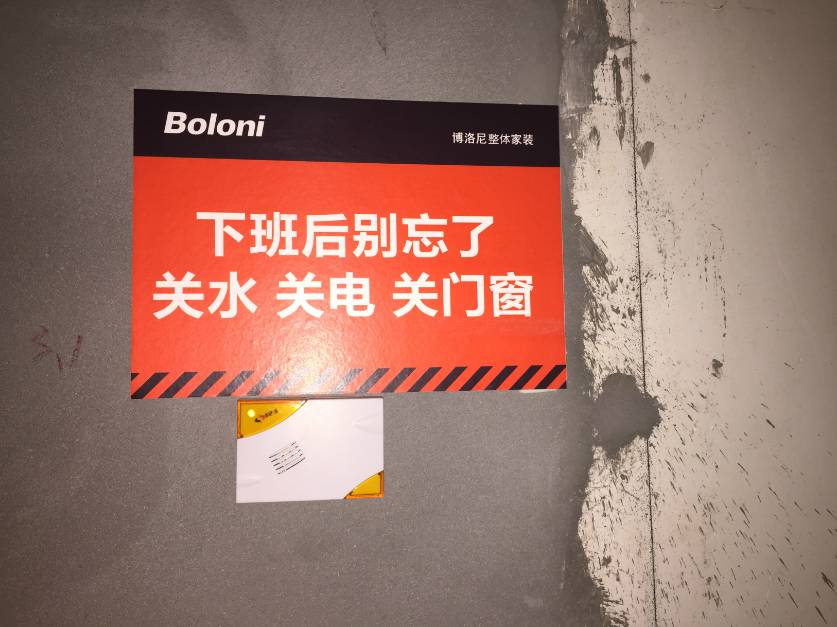 Boloni
博洛尼整体家装
下班后别忘了
关水 关电 关门窗